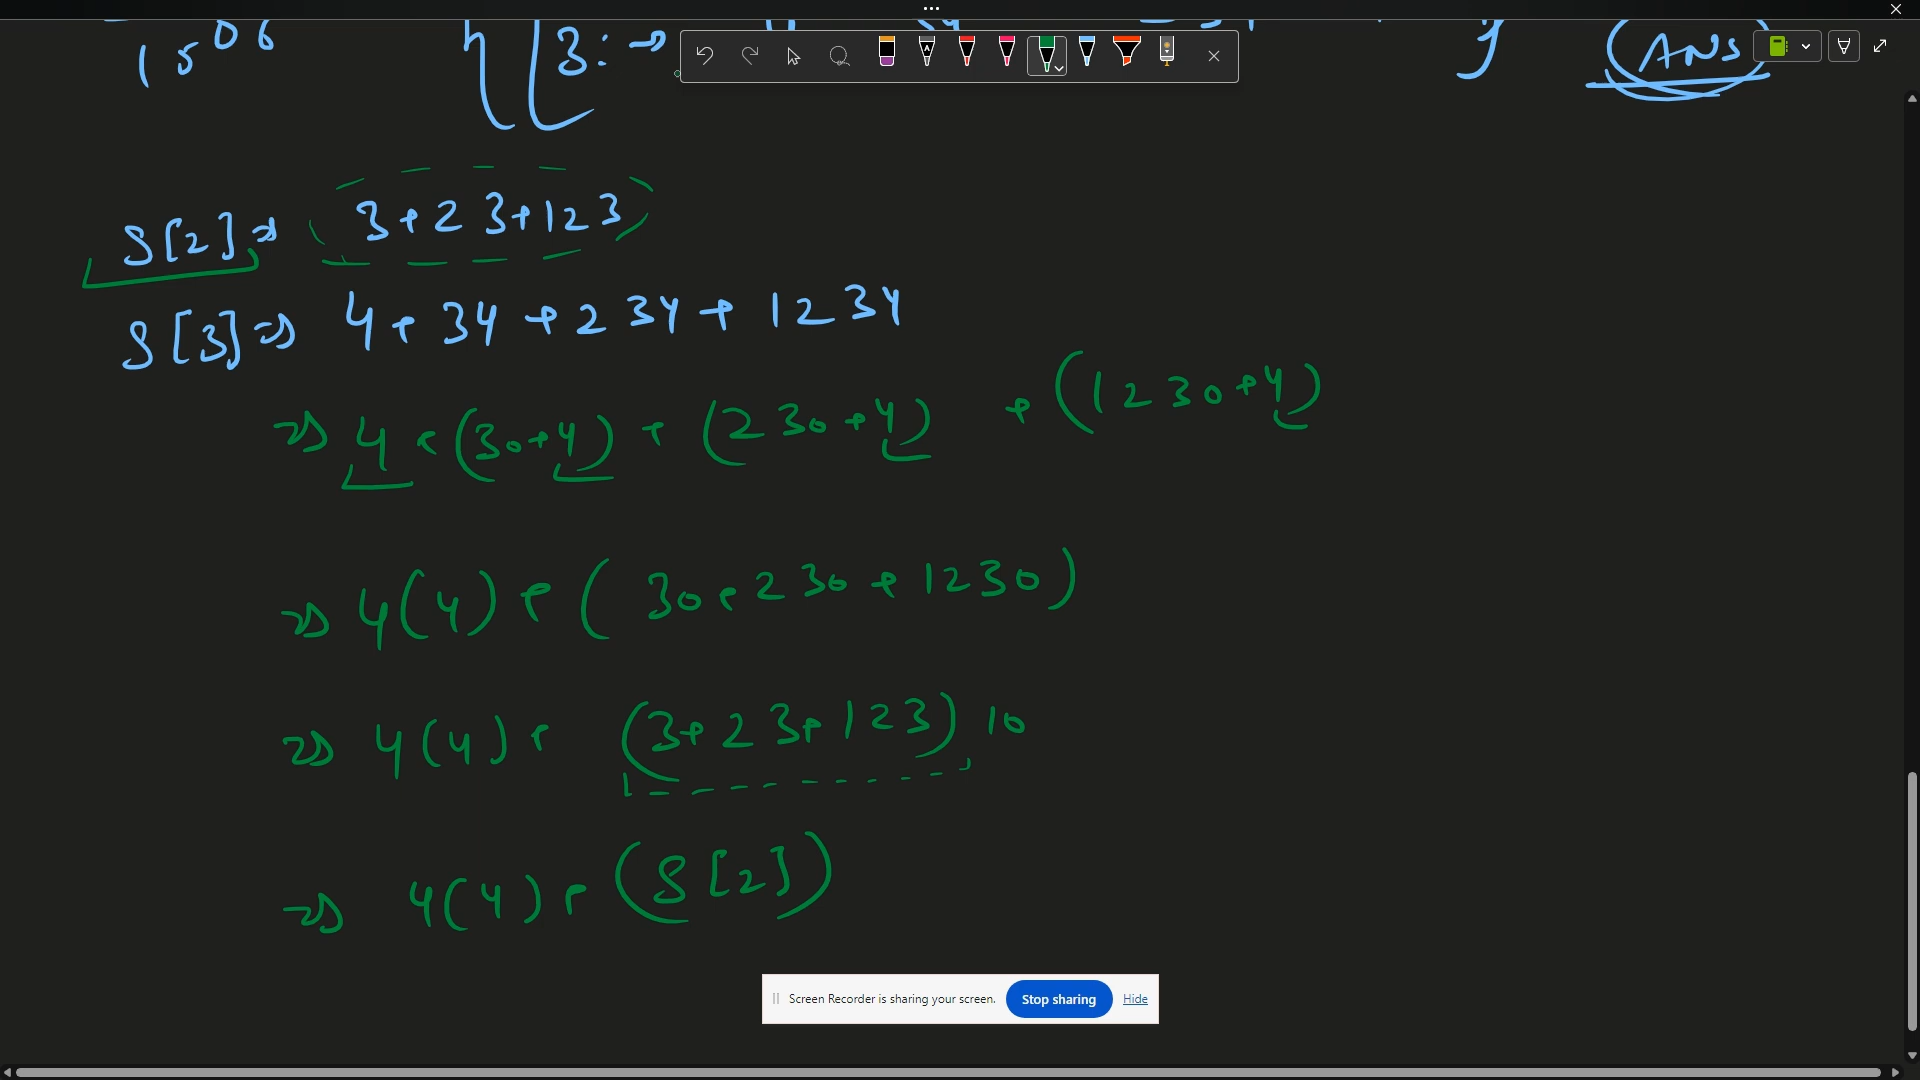 1506 3:→ (ANS)
S[2]⇒ 3+23+123
S[3]⇒ 4+34+234+1234
⇒ 4+(30+4)+(230+4)+(1230+4)
⇒ 4(4)+(30+230+1230)
⇒ 4(4)+(3+23+123)10
⇒ 4(4)+(S[2])
Screen Recorder is sharing your screen. Stop sharing Hide